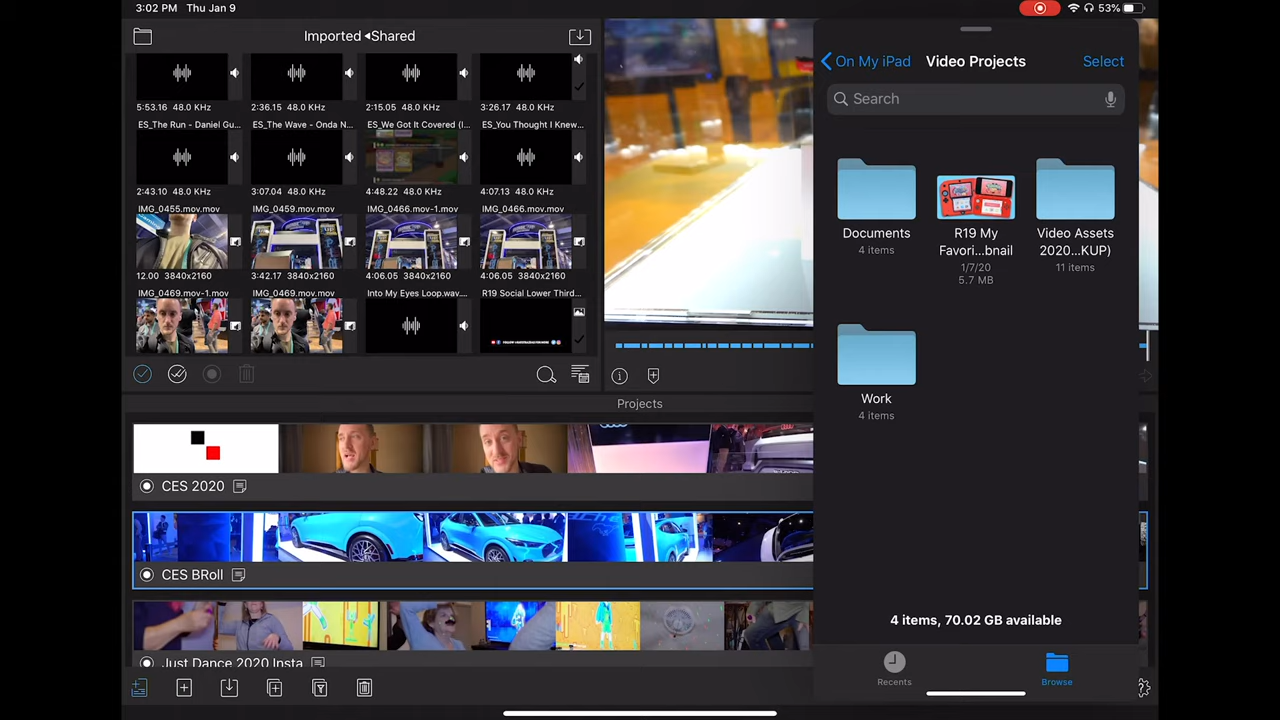 3:02 PM Thu Jan 9
53%
Imported ◂Shared
5:53.16 48.0 KHz
2:36.15 48.0 KHz
2:15.05 48.0 KHz
3:26.17 48.0 KHz
ES_The Run - Daniel Gu...
ES_The Wave - Onda N...
ES_We Got It Covered (I...
ES_You Thought I Knew...
2:43.10 48.0 KHz
3:07.04 48.0 KHz
4:48.22 48.0 KHz
4:07.13 48.0 KHz
IMG_0455.mov.mov
IMG_0459.mov.mov
IMG_0466.mov-1.mov
IMG_0466.mov.mov
12.00 3840x2160
3:42.17 3840x2160
4:06.05 3840x2160
4:06.05 3840x2160
IMG_0469.mov-1.mov
IMG_0469.mov.mov
Into My Eyes Loop.wav...
R19 Social Lower Third...
Projects
CES 2020
CES BRoll
Just Dance 2020 Insta
On My iPad
Video Projects
Select
Search
Documents
4 items
R19 My
Favori...bnail
1/7/20
5.7 MB
Video Assets
2020...KUP)
11 items
Work
4 items
4 items, 70.02 GB available
Recents
Browse